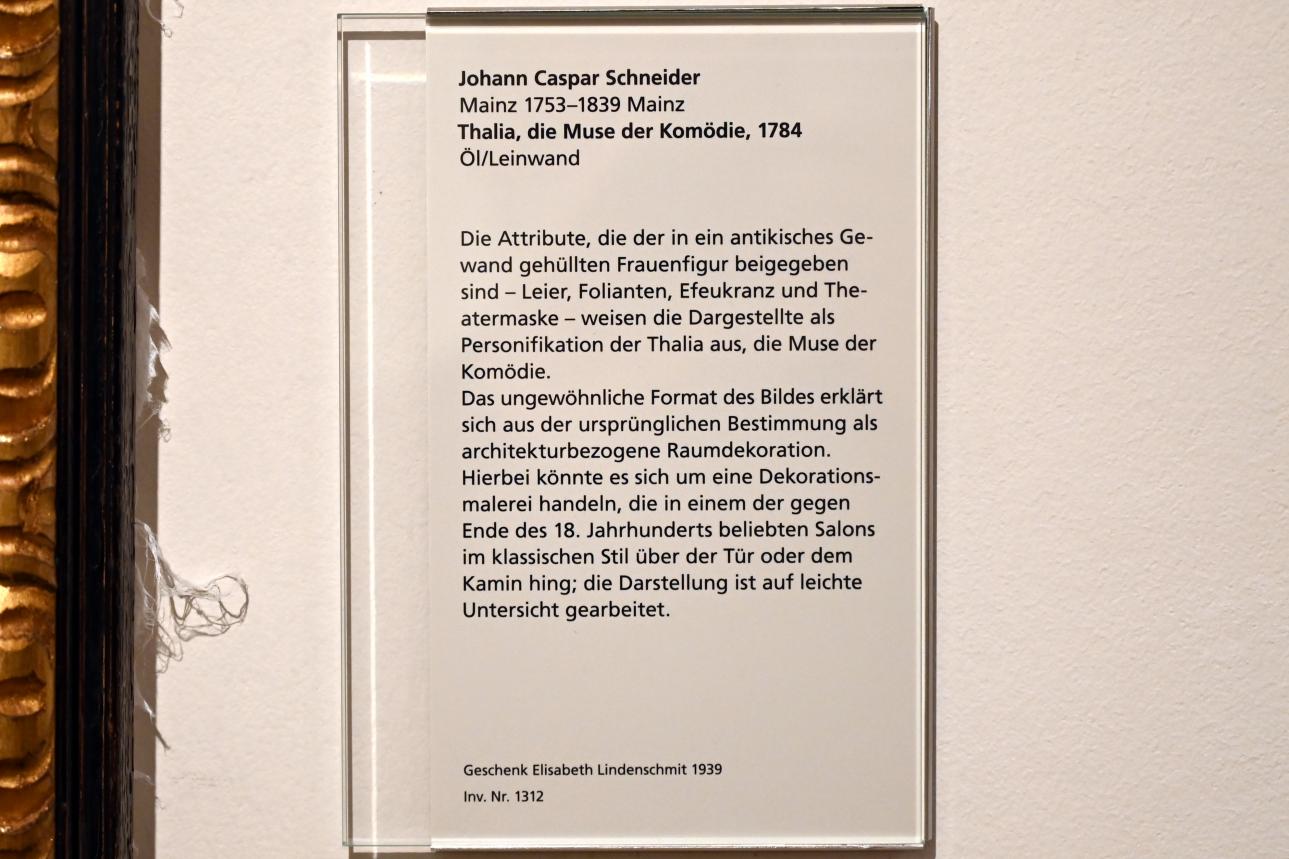 Johann Caspar Schneider
Mainz 1753–1839 Mainz
Thalia, die Muse der Komödie, 1784
Öl/Leinwand
Die Attribute, die der in ein antikisches Ge-
wand gehüllten Frauenfigur beigegeben
sind – Leier, Folianten, Efeukranz und The-
atermaske – weisen die Dargestellte als
Personifikation der Thalia aus, die Muse der
Komödie.
Das ungewöhnliche Format des Bildes erklärt
sich aus der ursprünglichen Bestimmung als
architekturbezogene Raumdekoration.
Hierbei könnte es sich um eine Dekorations-
malerei handeln, die in einem der gegen
Ende des 18. Jahrhunderts beliebten Salons
im klassischen Stil über der Tür oder dem
Kamin hing; die Darstellung ist auf leichte
Untersicht gearbeitet.
Geschenk Elisabeth Lindenschmit 1939
Inv. Nr. 1312